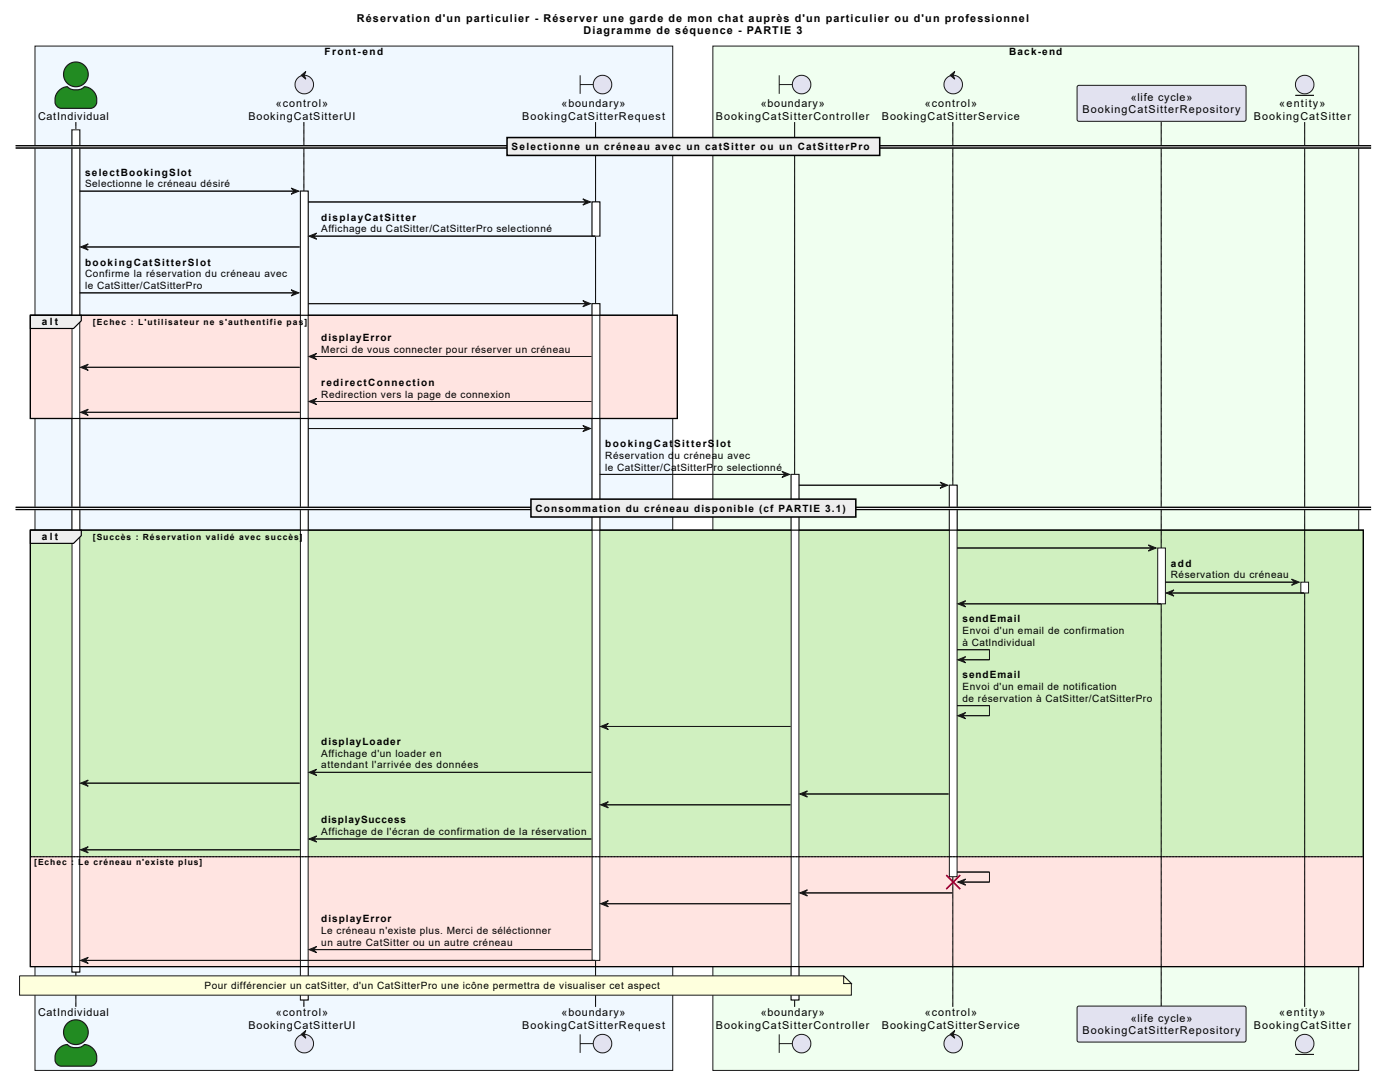 Réservation d'un particulier - Réserver une garde de mon chat auprès d'un particulier ou d'un professionnel
Diagramme de séquence - PARTIE 3
Front-end
Back-end
CatIndividual
«control»
BookingCatSitterUI
«boundary»
BookingCatSitterRequest
«boundary»
BookingCatSitterController
«control»
BookingCatSitterService
«life cycle»
BookingCatSitterRepository
«entity»
BookingCatSitter
Selectionne un créneau avec un catSitter ou un CatSitterPro
selectBookingSlot
Selectionne le créneau désiré
displayCatSitter
Affichage du CatSitter/CatSitterPro selectionné
bookingCatSitterSlot
Confirme la réservation du créneau avec
le CatSitter/CatSitterPro
alt
[Echec : L'utilisateur ne s'authentifie pas]
displayError
Merci de vous connecter pour réserver un créneau
redirectConnection
Redirection vers la page de connexion
bookingCatSitterSlot
Réservation du créneau avec
le CatSitter/CatSitterPro selectionné
Consommation du créneau disponible (cf PARTIE 3.1)
alt
[Succès : Réservation validé avec succès]
add
Réservation du créneau
sendEmail
Envoi d'un email de confirmation
à CatIndividual
sendEmail
Envoi d'un email de notification
de réservation à CatSitter/CatSitterPro
displayLoader
Affichage d'un loader en
attendant l'arrivée des données
displaySuccess
Affichage de l'écran de confirmation de la réservation
[Echec : Le créneau n'existe plus]
displayError
Le créneau n'existe plus. Merci de séléctionner
un autre CatSitter ou un autre créneau
Pour différencier un catSitter, d'un CatSitterPro une icône permettra de visualiser cet aspect
CatIndividual
«control»
BookingCatSitterUI
«boundary»
BookingCatSitterRequest
«boundary»
BookingCatSitterController
«control»
BookingCatSitterService
«life cycle»
BookingCatSitterRepository
«entity»
BookingCatSitter